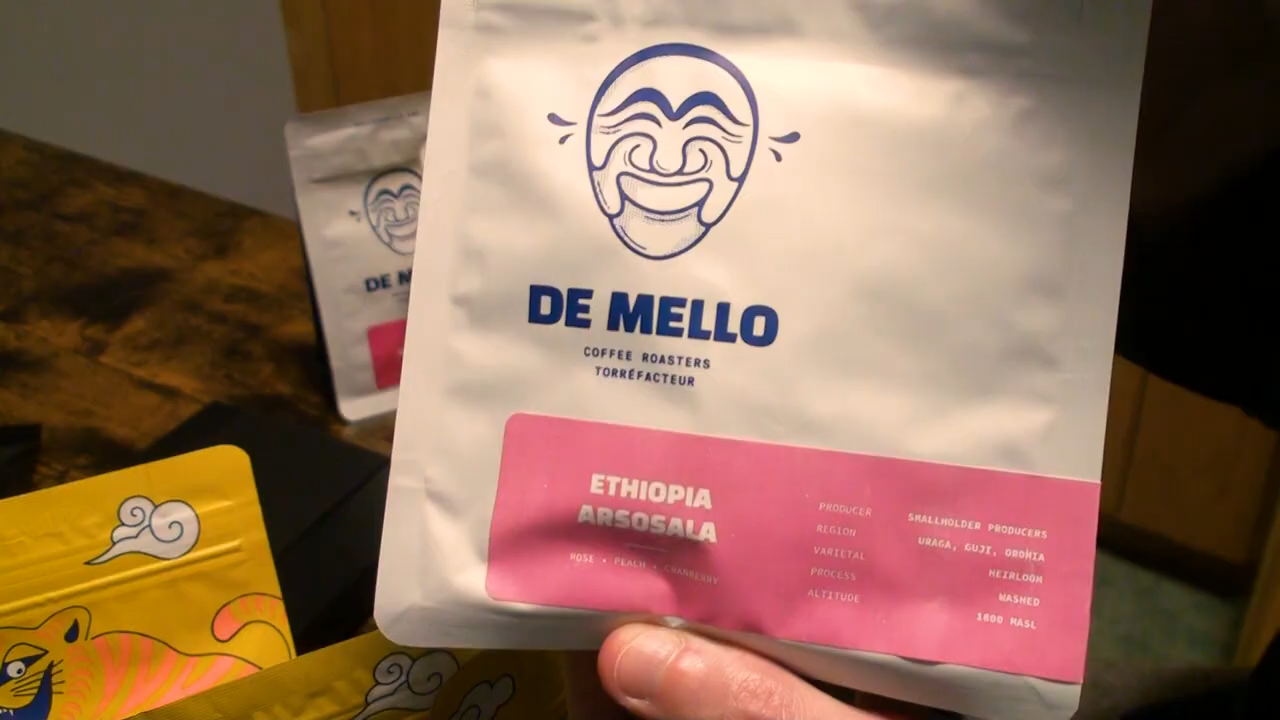 DE MELLO
COFFEE ROASTERS
TORRÉFACTEUR
ETHIOPIA
ARSOSALA
ROSE • PEACH • CRANBERRY
PRODUCER SMALLHOLDER PRODUCERS
REGION URAGA, GUJI, OROMIA
VARIETAL HEIRLOOM
PROCESS WASHED
ALTITUDE 1800 MASL
DE M